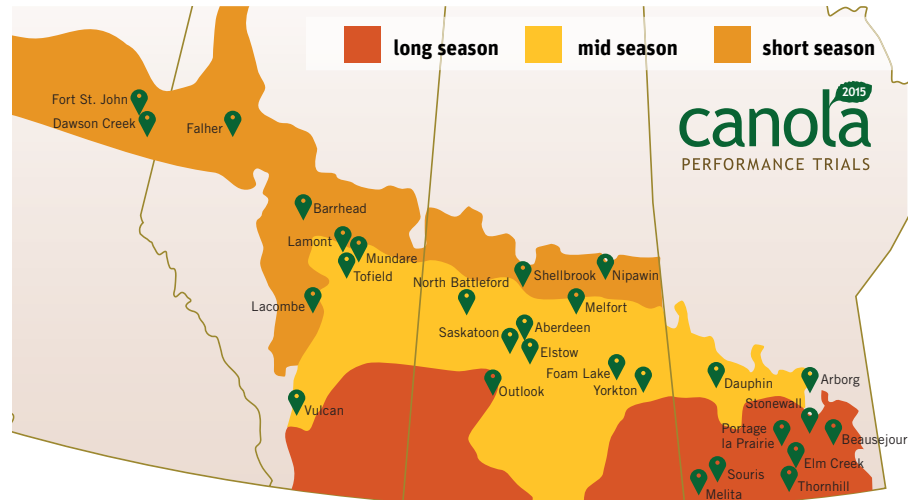 long season
mid season
short season
2015
canola
PERFORMANCE TRIALS
Fort St. John
Dawson Creek
Falher
Barrhead
Lamont
Mundare
Tofield
Lacombe
North Battleford
Shellbrook
Nipawin
Melfort
Saskatoon
Aberdeen
Elstow
Foam Lake
Yorkton
Outlook
Vulcan
Dauphin
Arborg
Stonewall
Portage
la Prairie
Beausejour
Elm Creek
Souris
Thornhill
Melita